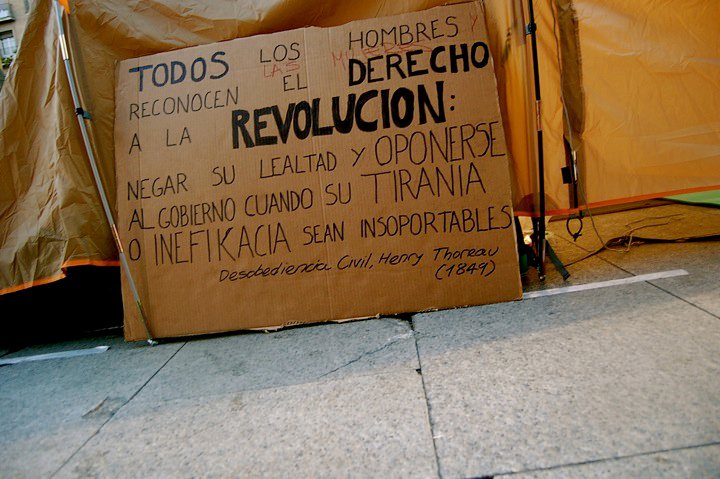 TODOS LOS HOMBRES Y
LAS MUJERES
RECONOCEN EL DERECHO
A LA REVOLUCION:
NEGAR SU LEALTAD Y OPONERSE
AL GOBIERNO CUANDO SU TIRANIA
O INEFIKACIA SEAN INSOPORTABLES
Desobediencia Civil, Henry Thoreau
(1849)